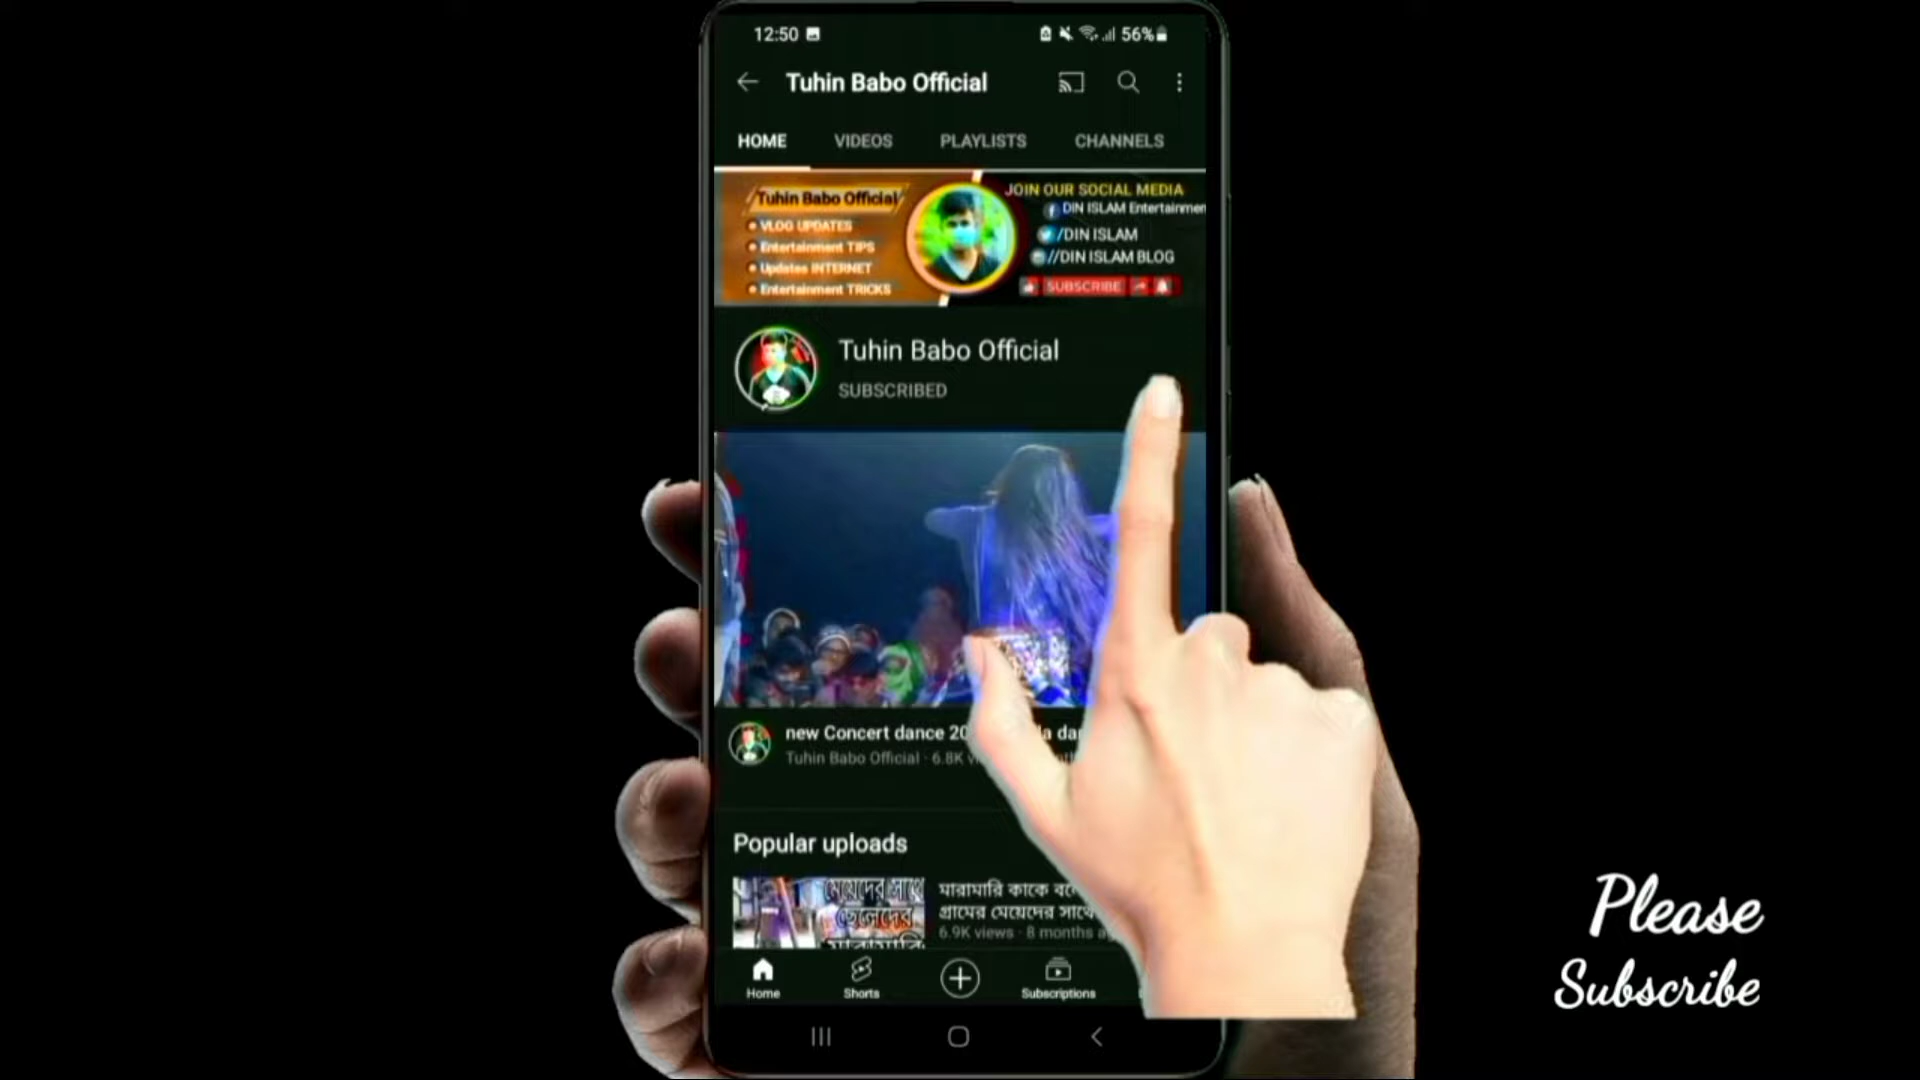 12:50
56%
Tuhin Babo Official
HOME VIDEOS PLAYLISTS CHANNELS
Tuhin Babo Official
VLOG UPDATES
Entertainment TIPS
Updates INTERNET
Entertainment TRICKS
JOIN OUR SOCIAL MEDIA
DIN ISLAM Entertainmen
/DIN ISLAM
//DIN ISLAM BLOG
SUBSCRIBE
Tuhin Babo Official
SUBSCRIBED
new Concert dance
Tuhin Babo Official · 6.8K
Popular uploads
মেয়েদের সাথে
ছেলেদের
মারামারি
মারামারি কাকে
গ্রামের মেয়েদের সাথে
6.9K views · 8 months
Home Shorts Subscriptions
Please
Subscribe